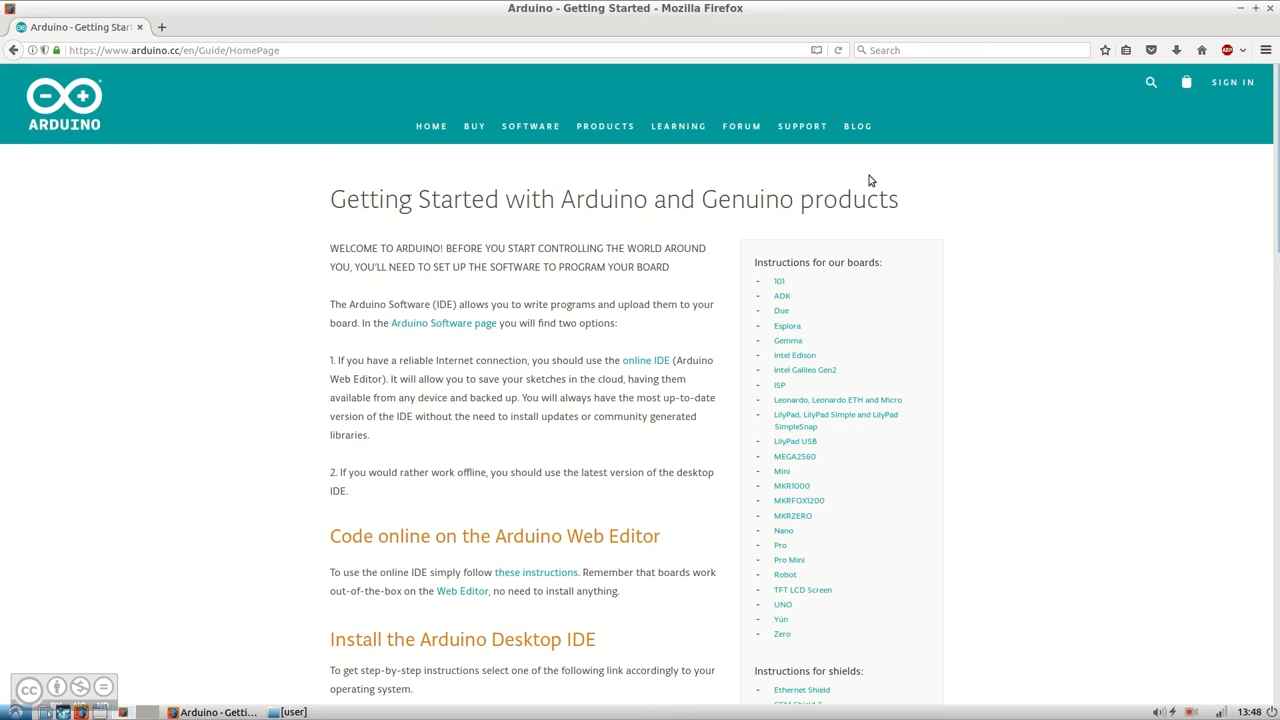 Arduino - Getting Started - Mozilla Firefox
Arduino - Getting Star
https://www.arduino.cc/en/Guide/HomePage
Search
ABP
ARDUINO
SIGN IN
HOME BUY SOFTWARE PRODUCTS LEARNING FORUM SUPPORT BLOG
Getting Started with Arduino and Genuino products
WELCOME TO ARDUINO! BEFORE YOU START CONTROLLING THE WORLD AROUND
YOU, YOU'LL NEED TO SET UP THE SOFTWARE TO PROGRAM YOUR BOARD
The Arduino Software (IDE) allows you to write programs and upload them to your
board. In the Arduino Software page you will find two options:
1. If you have a reliable Internet connection, you should use the online IDE (Arduino
Web Editor). It will allow you to save your sketches in the cloud, having them
available from any device and backed up. You will always have the most up-to-date
version of the IDE without the need to install updates or community generated
libraries.
2. If you would rather work offline, you should use the latest version of the desktop
IDE.
Code online on the Arduino Web Editor
To use the online IDE simply follow these instructions. Remember that boards work
out-of-the-box on the Web Editor, no need to install anything.
Install the Arduino Desktop IDE
To get step-by-step instructions select one of the following link accordingly to your
operating system.
Instructions for our boards:
- 101
- ADK
- Due
- Esplora
- Gemma
- Intel Edison
- Intel Galileo Gen2
- ISP
- Leonardo, Leonardo ETH and Micro
- LilyPad, LilyPad Simple and LilyPad
SimpleSnap
- LilyPad USB
- MEGA2560
- Mini
- MKR1000
- MKRFOX1200
- MKRZERO
- Nano
- Pro
- Pro Mini
- Robot
- TFT LCD Screen
- UNO
- Yún
- Zero
Instructions for shields:
- Ethernet Shield
cc
Arduino - Getti...
[user]
13:48